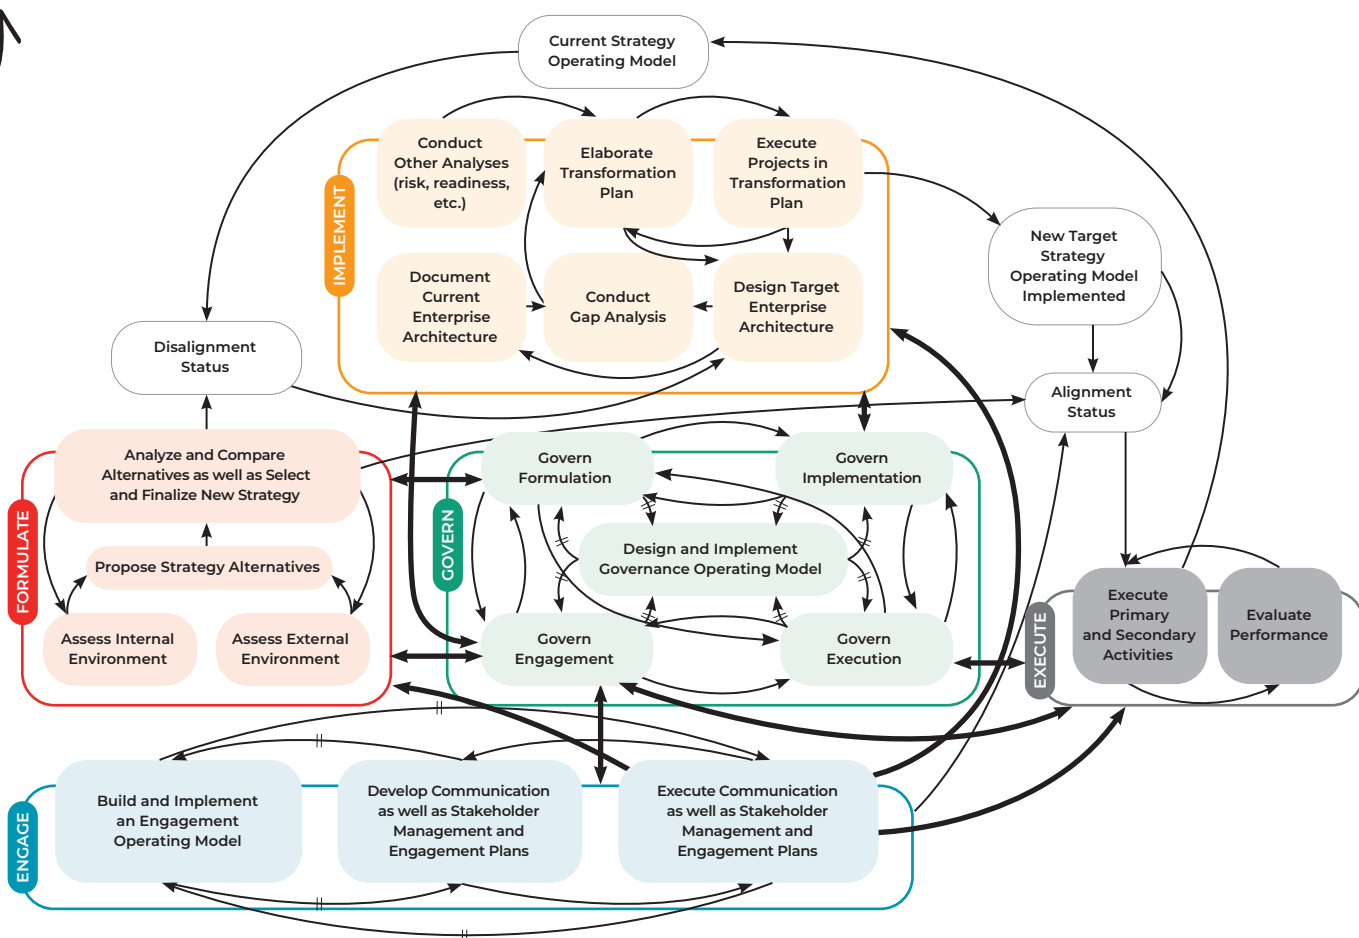 Current Strategy
Operating Model
Conduct
Other Analyses
(risk, readiness,
etc.)
Elaborate
Transformation
Plan
Execute
Projects in
Transformation
Plan
IMPLEMENT
Document
Current
Enterprise
Architecture
Conduct
Gap Analysis
Design Target
Enterprise
Architecture
New Target
Strategy
Operating Model
Implemented
Disalignment
Status
Alignment
Status
Analyze and Compare
Alternatives as well as Select
and Finalize New Strategy
FORMULATE
Propose Strategy Alternatives
Assess Internal
Environment
Assess External
Environment
GOVERN
Govern
Formulation
Govern
Implementation
Design and Implement
Governance Operating Model
Govern
Engagement
Govern
Execution
EXECUTE
Execute
Primary
and Secondary
Activities
Evaluate
Performance
ENGAGE
Build and Implement
an Engagement
Operating Model
Develop Communication
as well as Stakeholder
Management and
Engagement Plans
Execute Communication
as well as Stakeholder
Management and
Engagement Plans